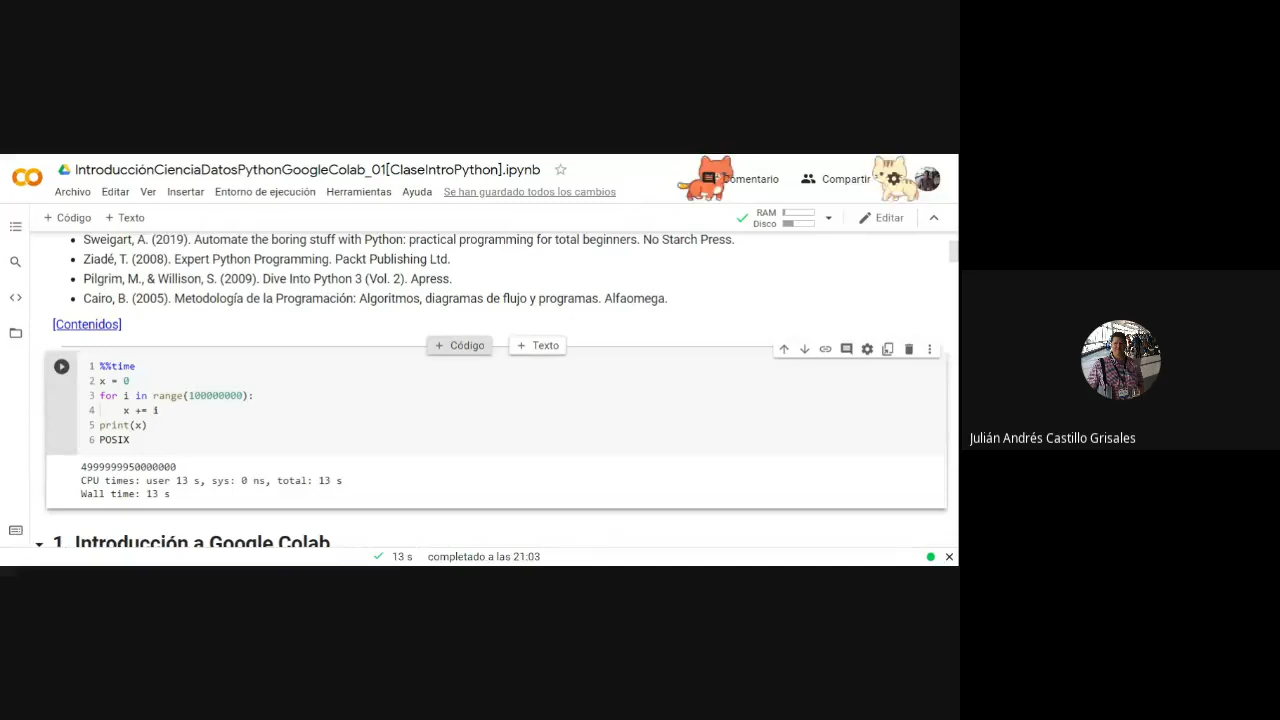 IntroducciónCienciaDatosPythonGoogleColab_01[ClaseIntroPython].ipynb
Comentario
Compartir
Archivo Editar Ver Insertar Entorno de ejecución Herramientas Ayuda Se han guardado todos los cambios
+ Código + Texto
RAM
Disco
Editar
• Sweigart, A. (2019). Automate the boring stuff with Python: practical programming for total beginners. No Starch Press.
• Ziadé, T. (2008). Expert Python Programming. Packt Publishing Ltd.
• Pilgrim, M., & Willison, S. (2009). Dive Into Python 3 (Vol. 2). Apress.
• Cairo, B. (2005). Metodología de la Programación: Algoritmos, diagramas de flujo y programas. Alfaomega.
[Contenidos]
+ Código + Texto
1 %%time
2 x = 0
3 for i in range(100000000):
4 x += i
5 print(x)
6 POSIX
4999999950000000
CPU times: user 13 s, sys: 0 ns, total: 13 s
Wall time: 13 s
1. Introducción a Google Colab
13 s completado a las 21:03
Julián Andrés Castillo Grisales